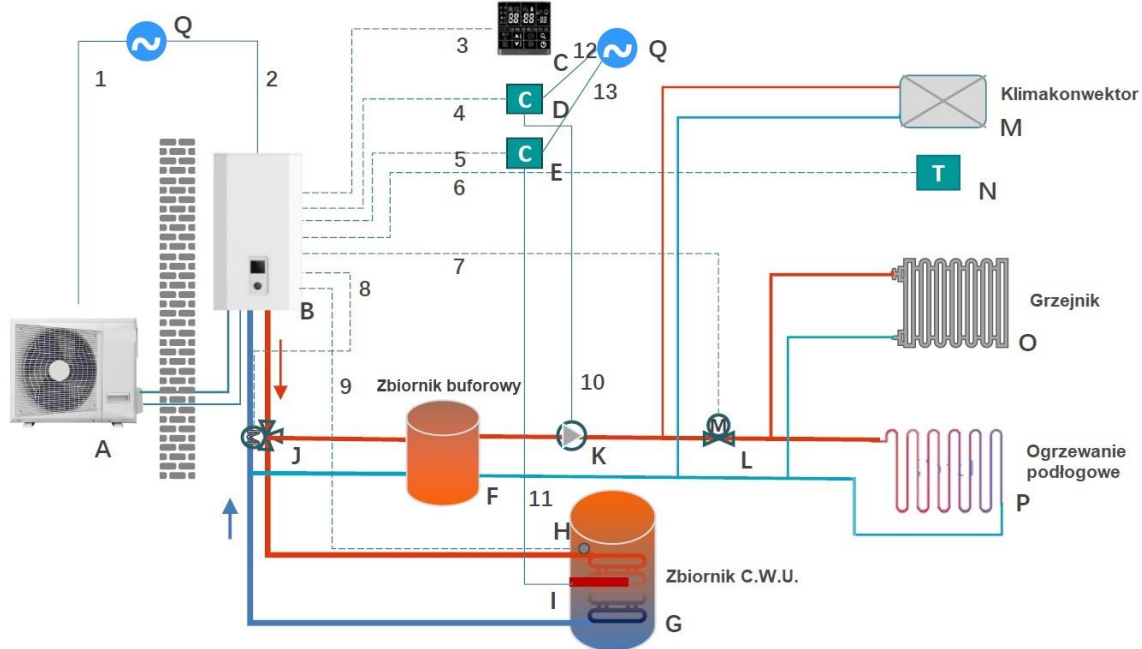 Q
1
2
3
C
12
Q
13
C
D
4
C
E
5
6
Klimakonwektor
M
T
N
7
8
B
Grzejnik
O
9
Zbiornik buforowy
10
A
M
J
F
K
M
L
Ogrzewanie
podłogowe
P
11
H
Zbiornik C.W.U.
I
G